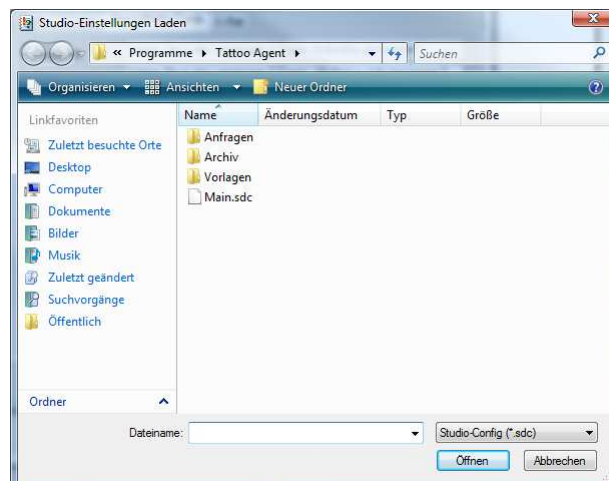 Studio-Einstellungen Laden
« Programme Tattoo Agent
Suchen
Organisieren Ansichten Neuer Ordner
Linkfavoriten
Zuletzt besuchte Orte
Desktop
Computer
Dokumente
Bilder
Musik
Zuletzt geändert
Suchvorgänge
Öffentlich
Ordner
Name Änderungsdatum Typ Größe
Anfragen
Archiv
Vorlagen
Main.sdc
Dateiname:
Studio-Config (*.sdc)
Öffnen Abbrechen